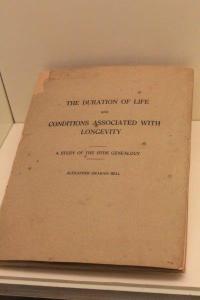 THE DURATION OF LIFE
AND
CONDITIONS ASSOCIATED WITH
LONGEVITY
A STUDY OF THE HYDE GENEALOGY
ALEXANDER GRAHAM BELL